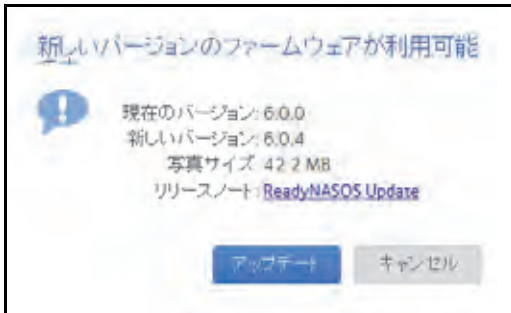 新しいバージョンのファームウェアが利用可能
現在のバージョン: 6.0.0
新しいバージョン: 6.0.4
写真サイズ: 42.2 MB
リリースノート: ReadyNASOS Update
アップデート
キャンセル